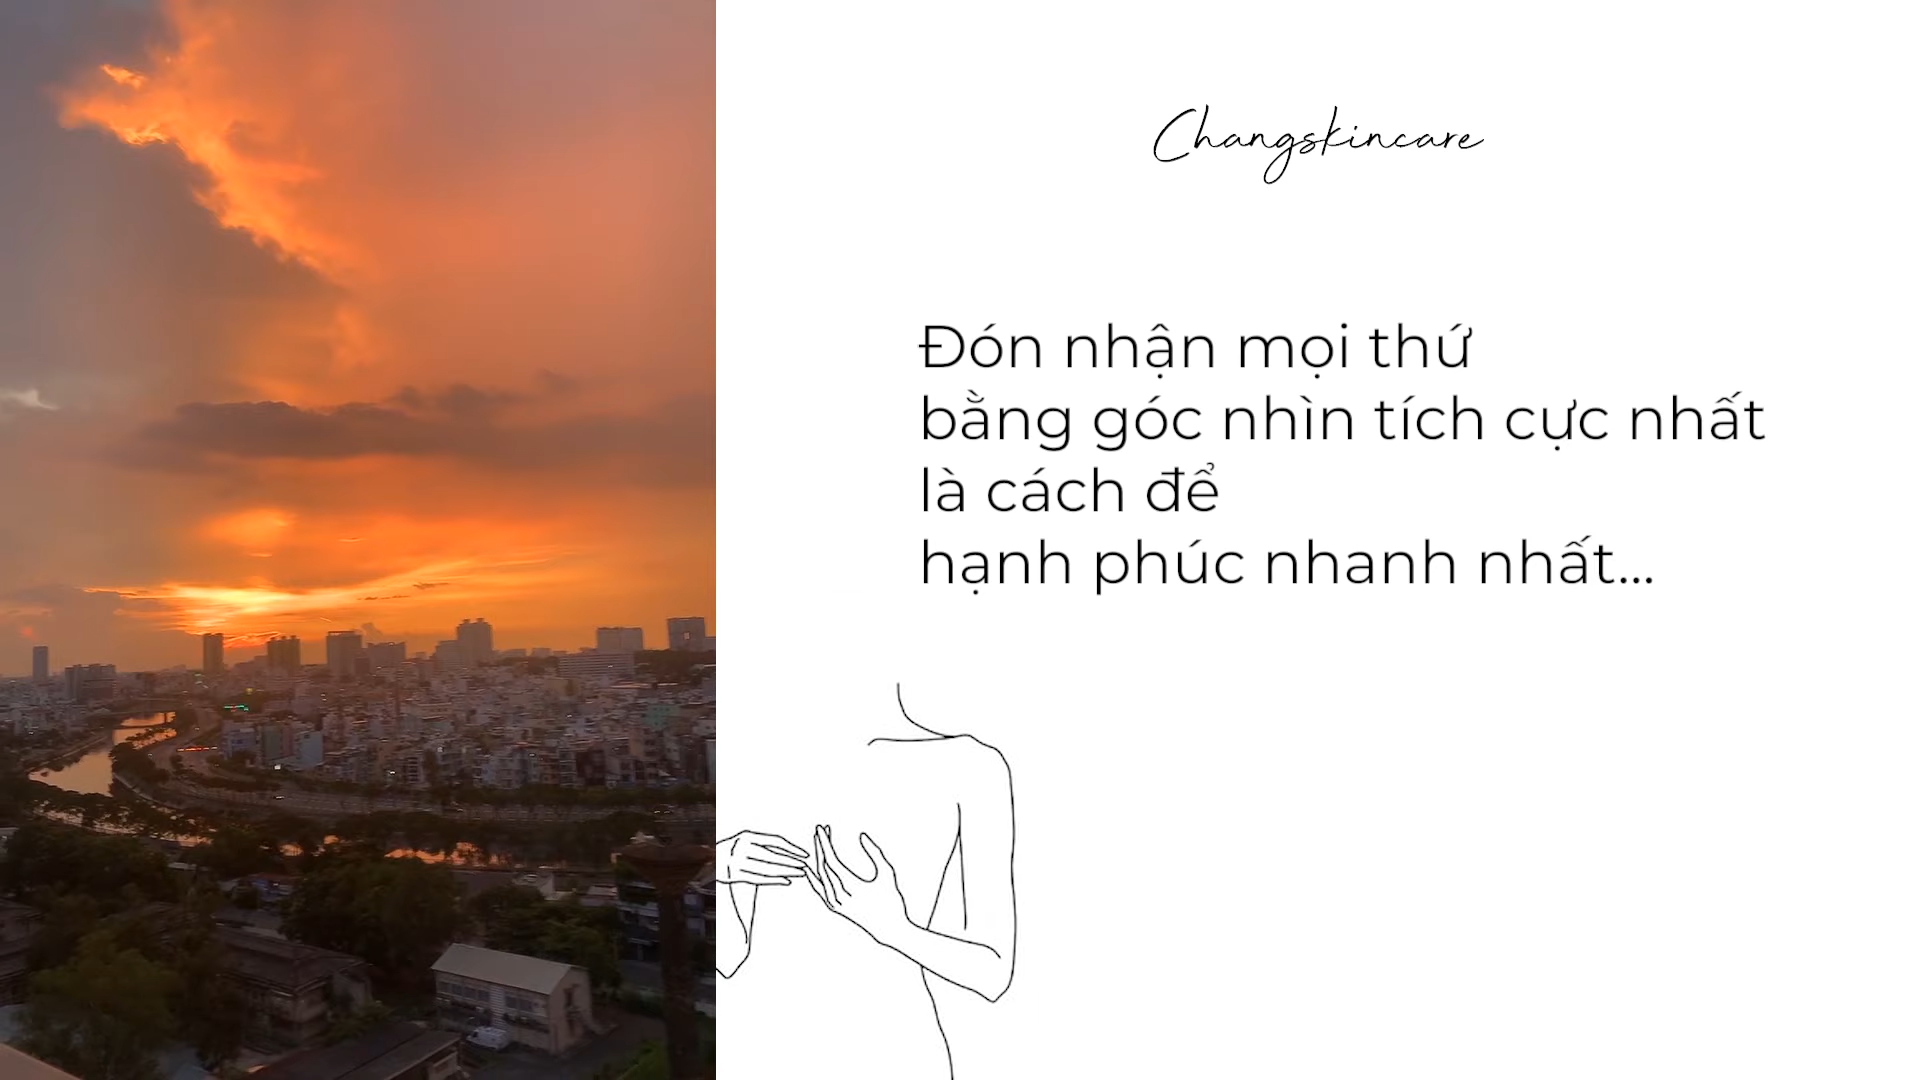 Changskincare
Đón nhận mọi thứ
bằng góc nhìn tích cực nhất
là cách để
hạnh phúc nhanh nhất...